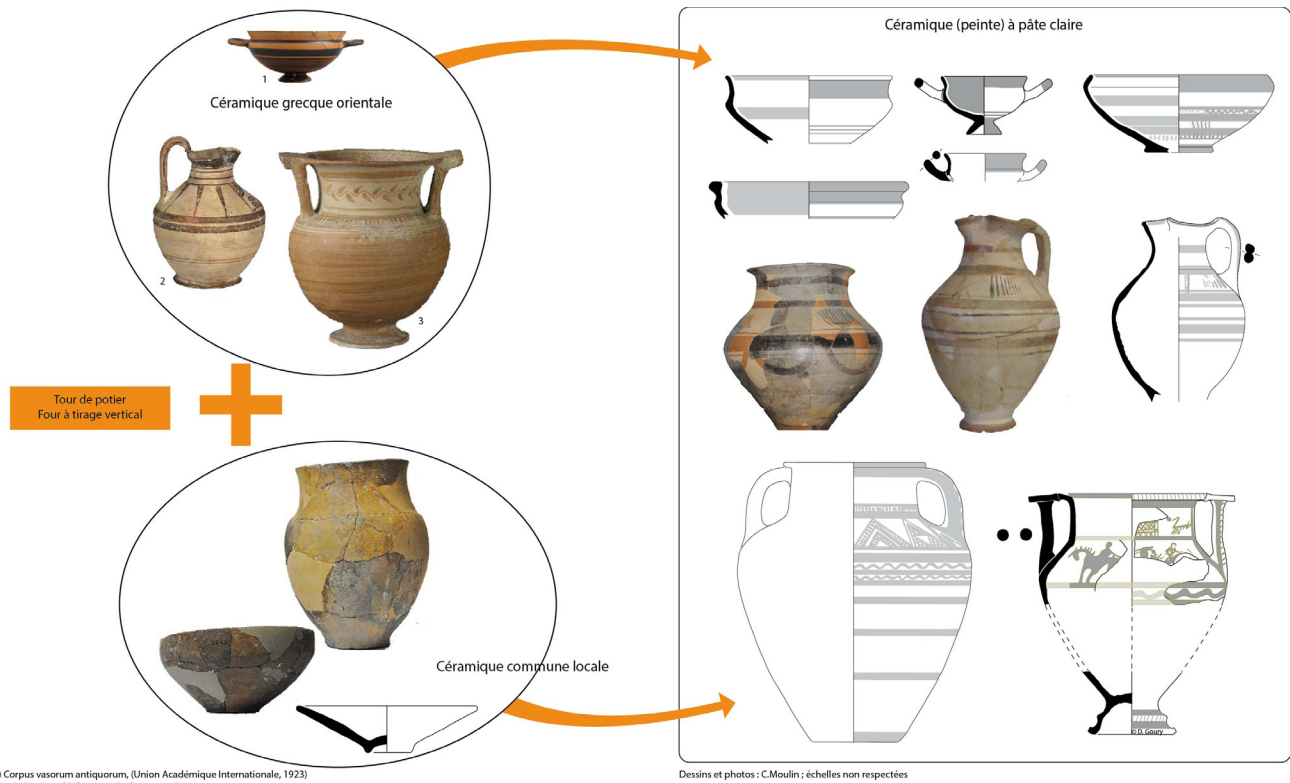 1
Céramique grecque orientale
2
3
Tour de potier
Four à tirage vertical
Céramique commune locale
Céramique (peinte) à pâte claire
© D. Goury
) Corpus vasorum antiquorum, (Union Académique Internationale, 1923)
Dessins et photos : C.Moulin ; échelles non respectées